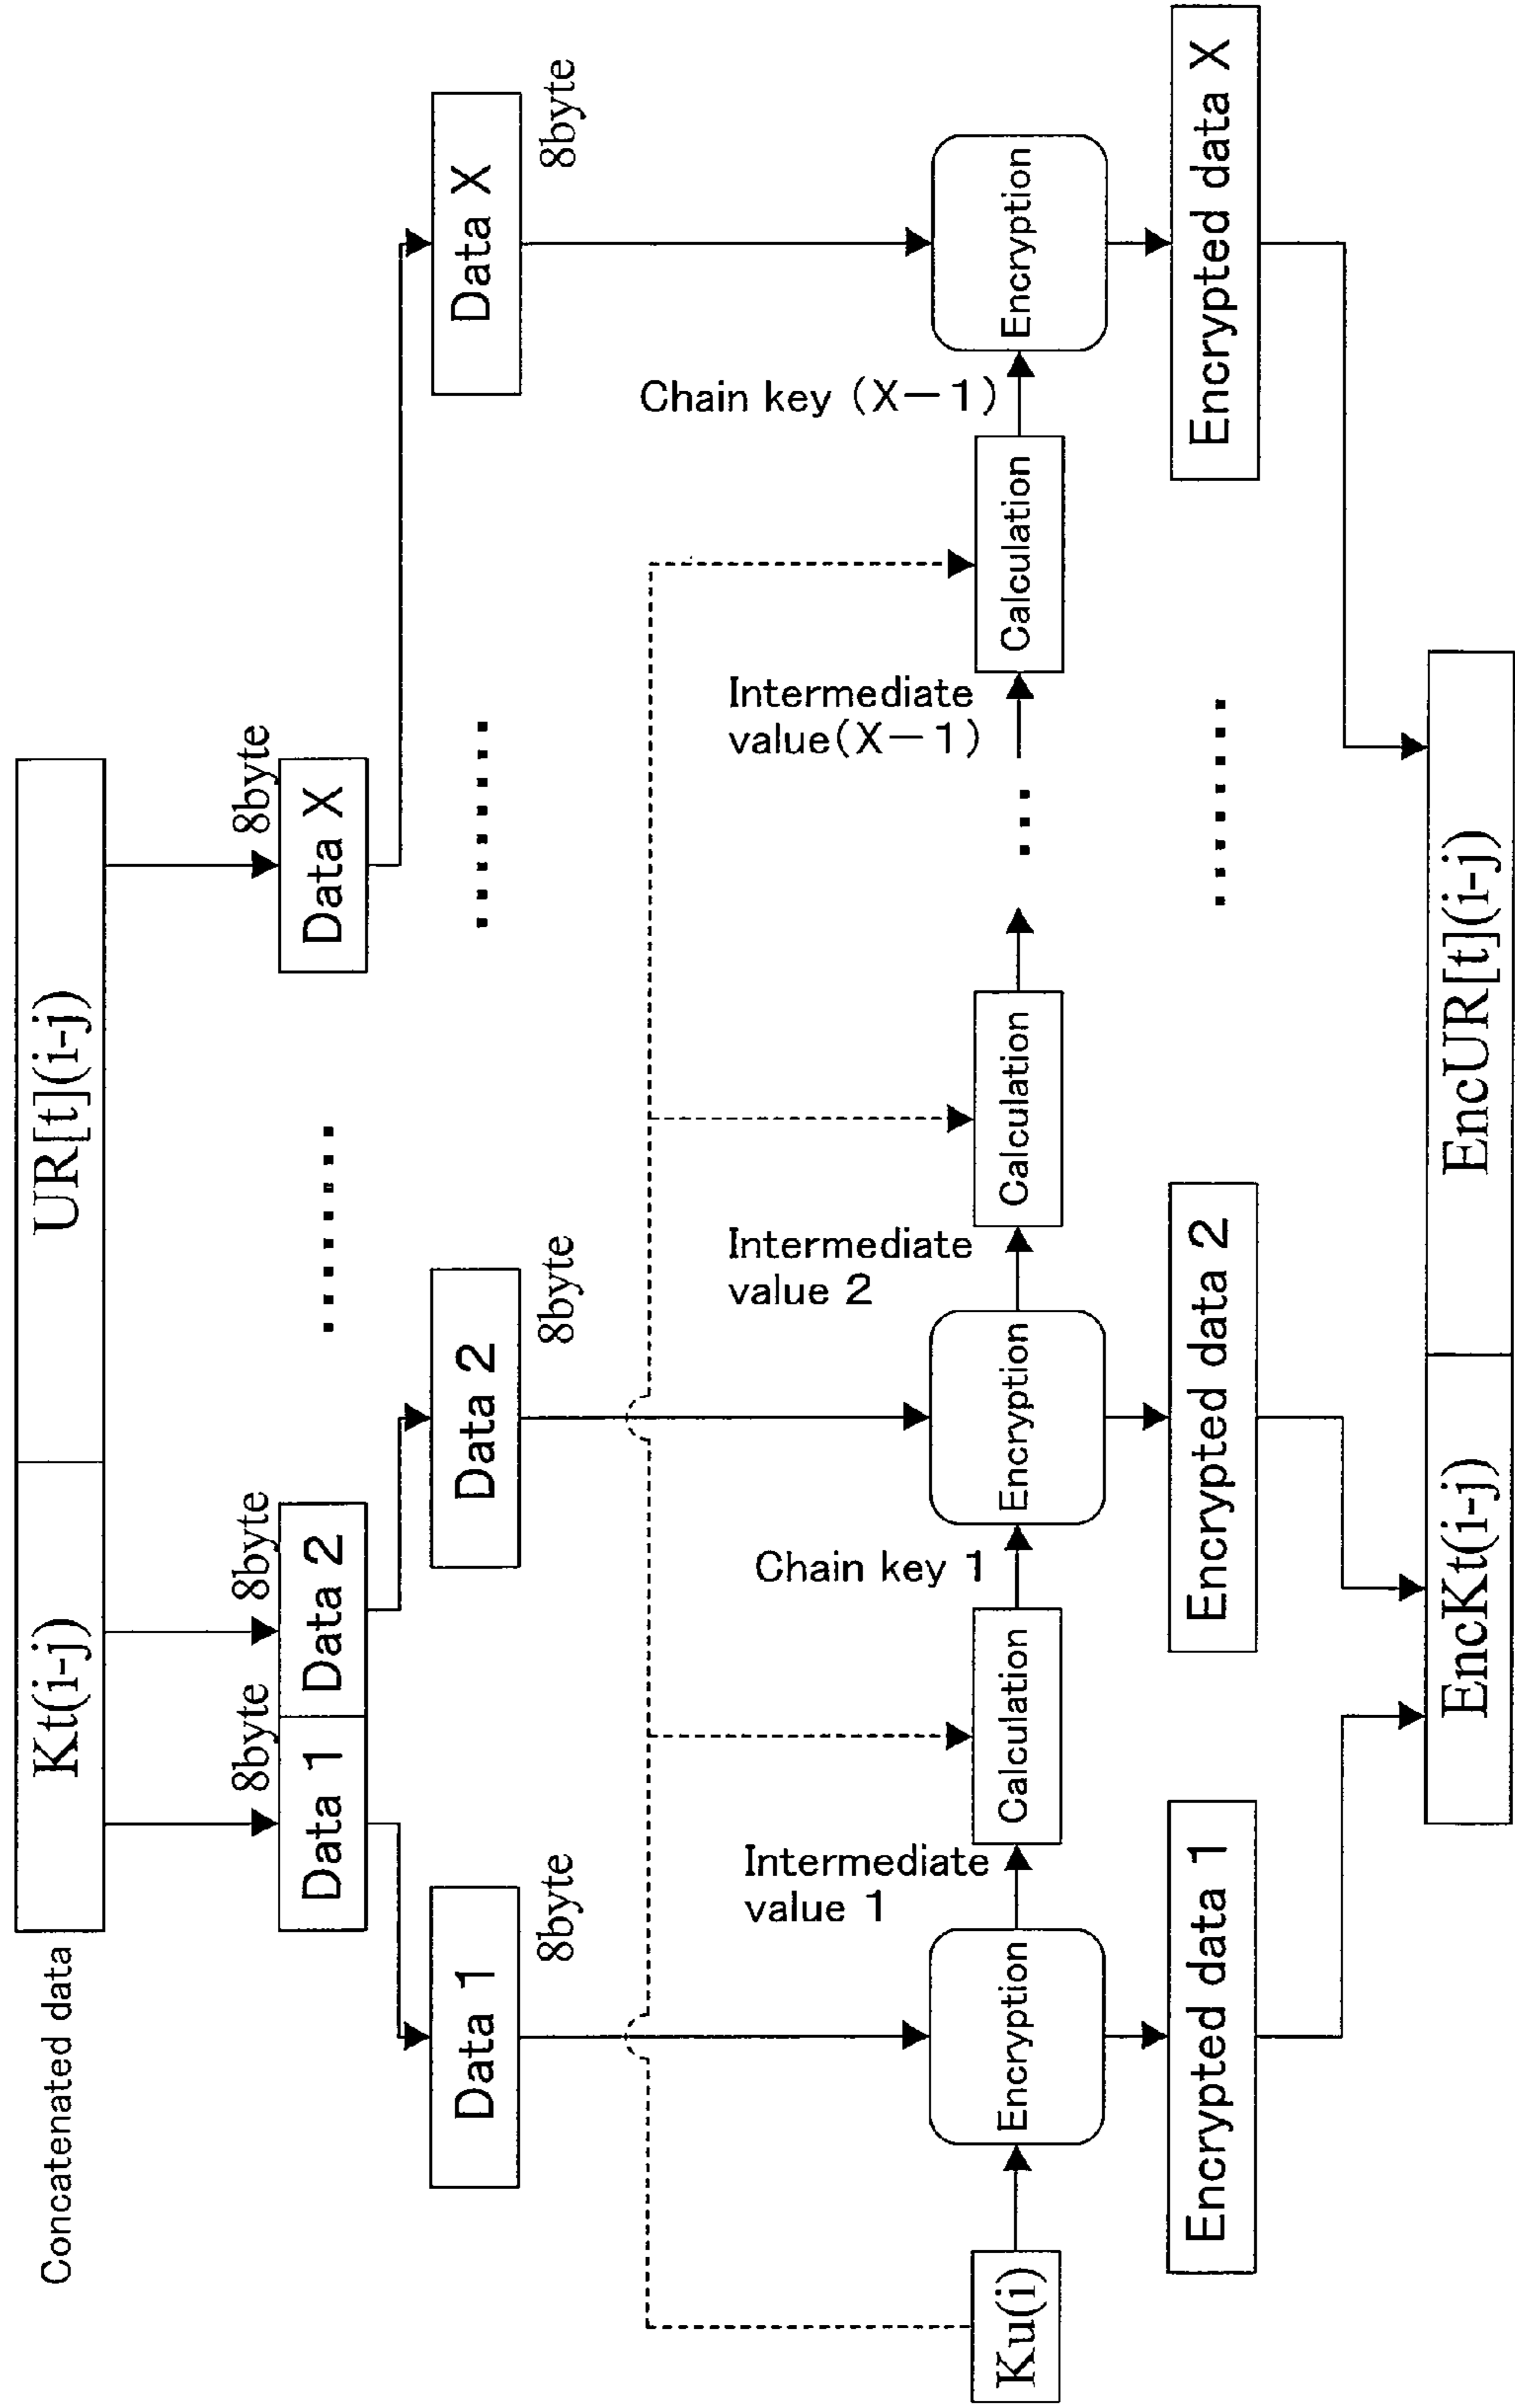 Concatenated data
Kt(i-j)
UR[t](i-j)
8byte
8byte
8byte
Data 1
Data 2
Data X
Data 1
Data 2
Data X
8byte
8byte
8byte
Intermediate
value 1
Chain key 1
Intermediate
value 2
Intermediate
value(X−1)
Chain key (X−1)
Ku(i)
Encryption
Calculation
Encryption
Calculation
...
Calculation
Encryption
Encrypted data 1
Encrypted data 2
Encrypted data X
EncKt(i-j)
EncUR[t](i-j)